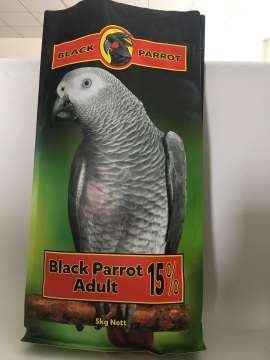 BLACK PARROT
Black Parrot 15%
Adult
5kg Nett